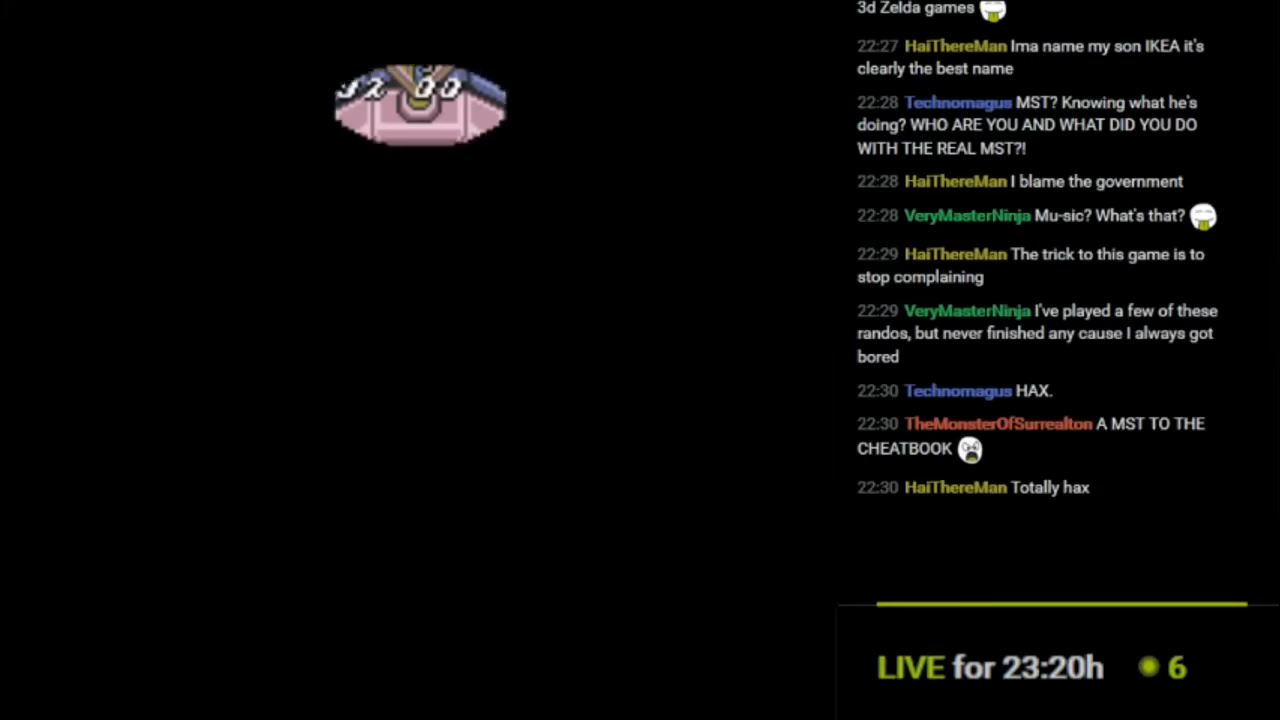 3d Zelda games
22:27 HaiThereMan Ima name my son IKEA it's
clearly the best name
22:28 Technomagus MST? Knowing what he's
doing? WHO ARE YOU AND WHAT DID YOU DO
WITH THE REAL MST?!
22:28 HaiThereMan I blame the government
22:28 VeryMasterNinja Mu-sic? What's that?
22:29 HaiThereMan The trick to this game is to
stop complaining
22:29 VeryMasterNinja I've played a few of these
randos, but never finished any cause I always got
bored
22:30 Technomagus HAX.
22:30 TheMonsterOfSurrealton A MST TO THE
CHEATBOOK
22:30 HaiThereMan Totally hax
LIVE for 23:20h 6